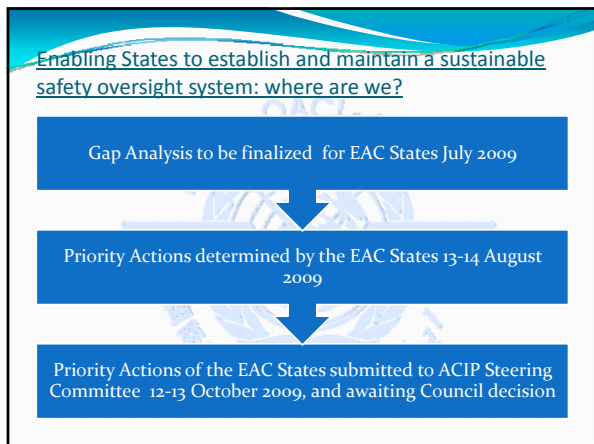 Enabling States to establish and maintain a sustainable
safety oversight system: where are we?
OACI
Gap Analysis to be finalized for EAC States July 2009
Priority Actions determined by the EAC States 13-14 August
2009
Priority Actions of the EAC States submitted to ACIP Steering
Committee 12-13 October 2009, and awaiting Council decision